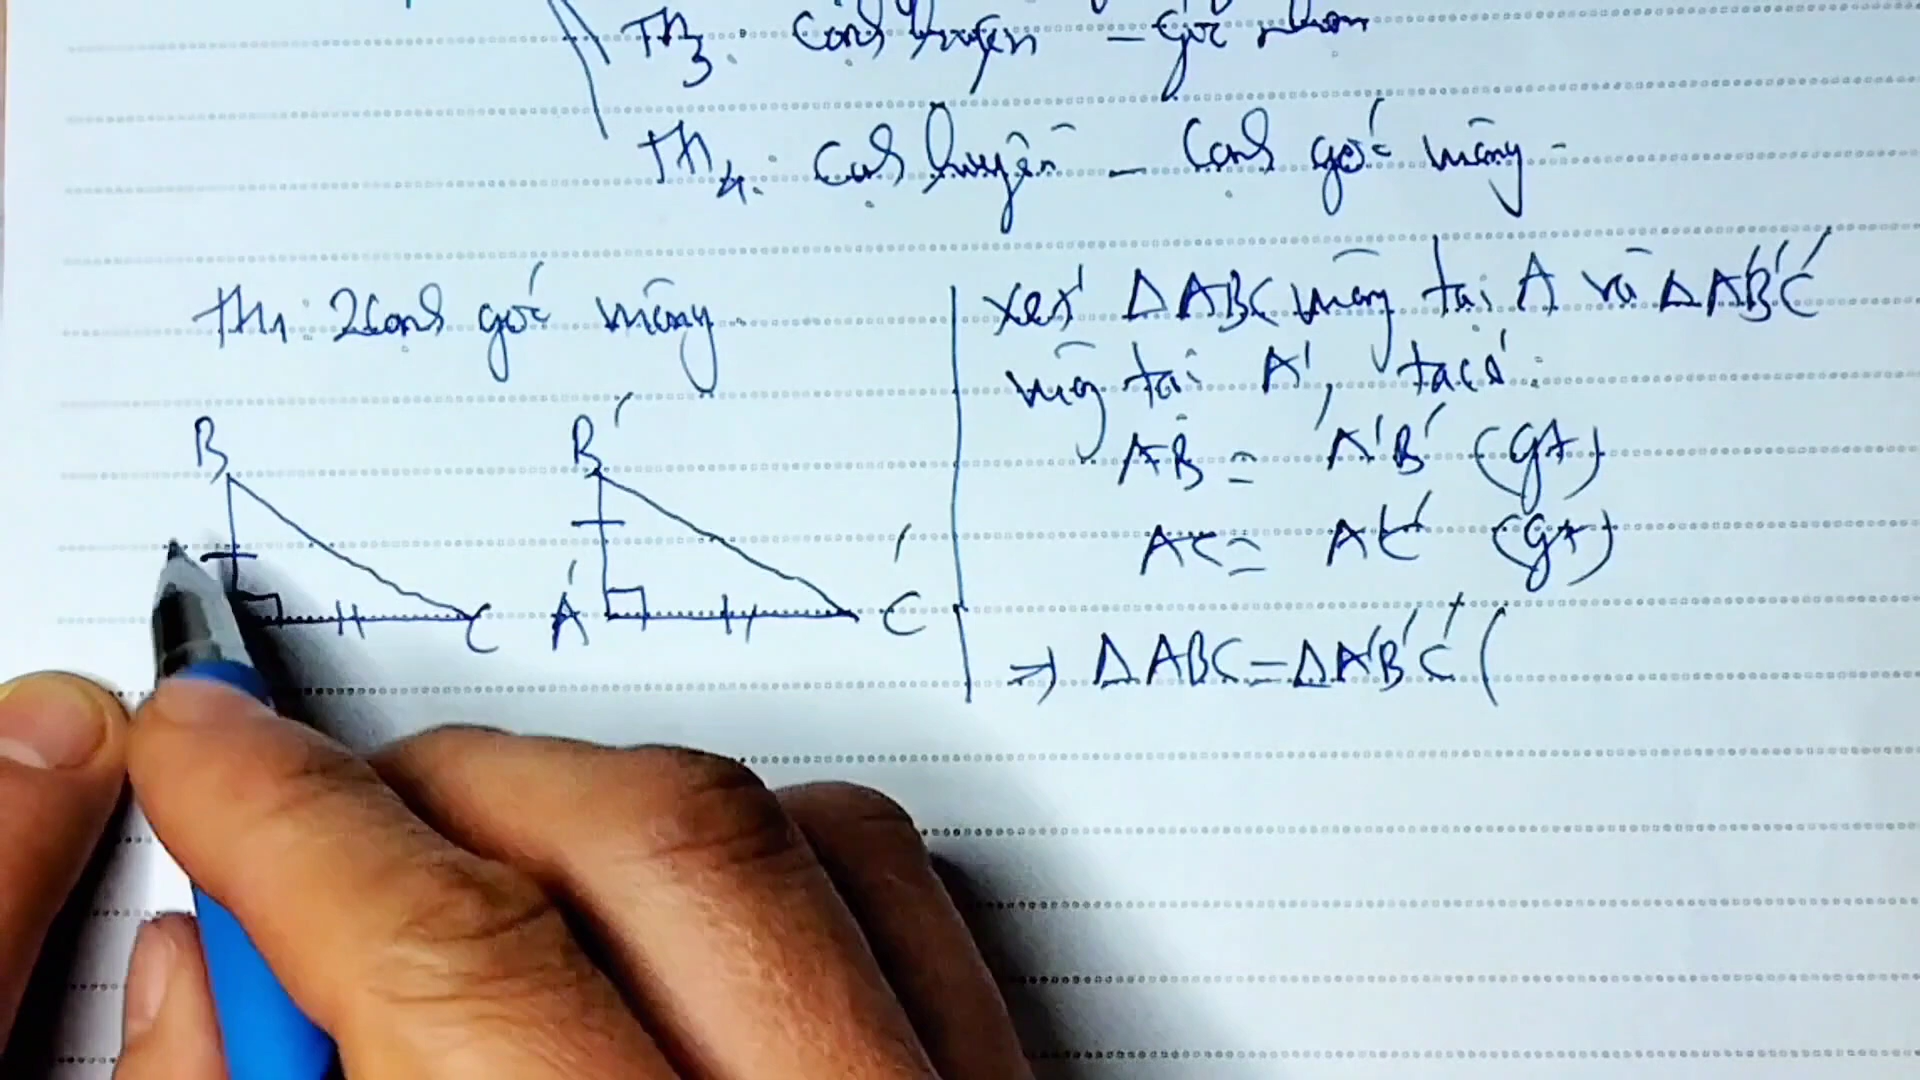 TH3: Cạnh huyền – góc nhọn
TH4: Cạnh huyền – Cạnh góc vuông.
TH1: 2 cạnh góc vuông.
B B'
C A' C'
Xét ΔABC vuông tại A và ΔA'B'C'
vuông tại A', ta có:
AB = A'B' (gt)
AC = A'C' (gt)
=> ΔABC = ΔA'B'C' (